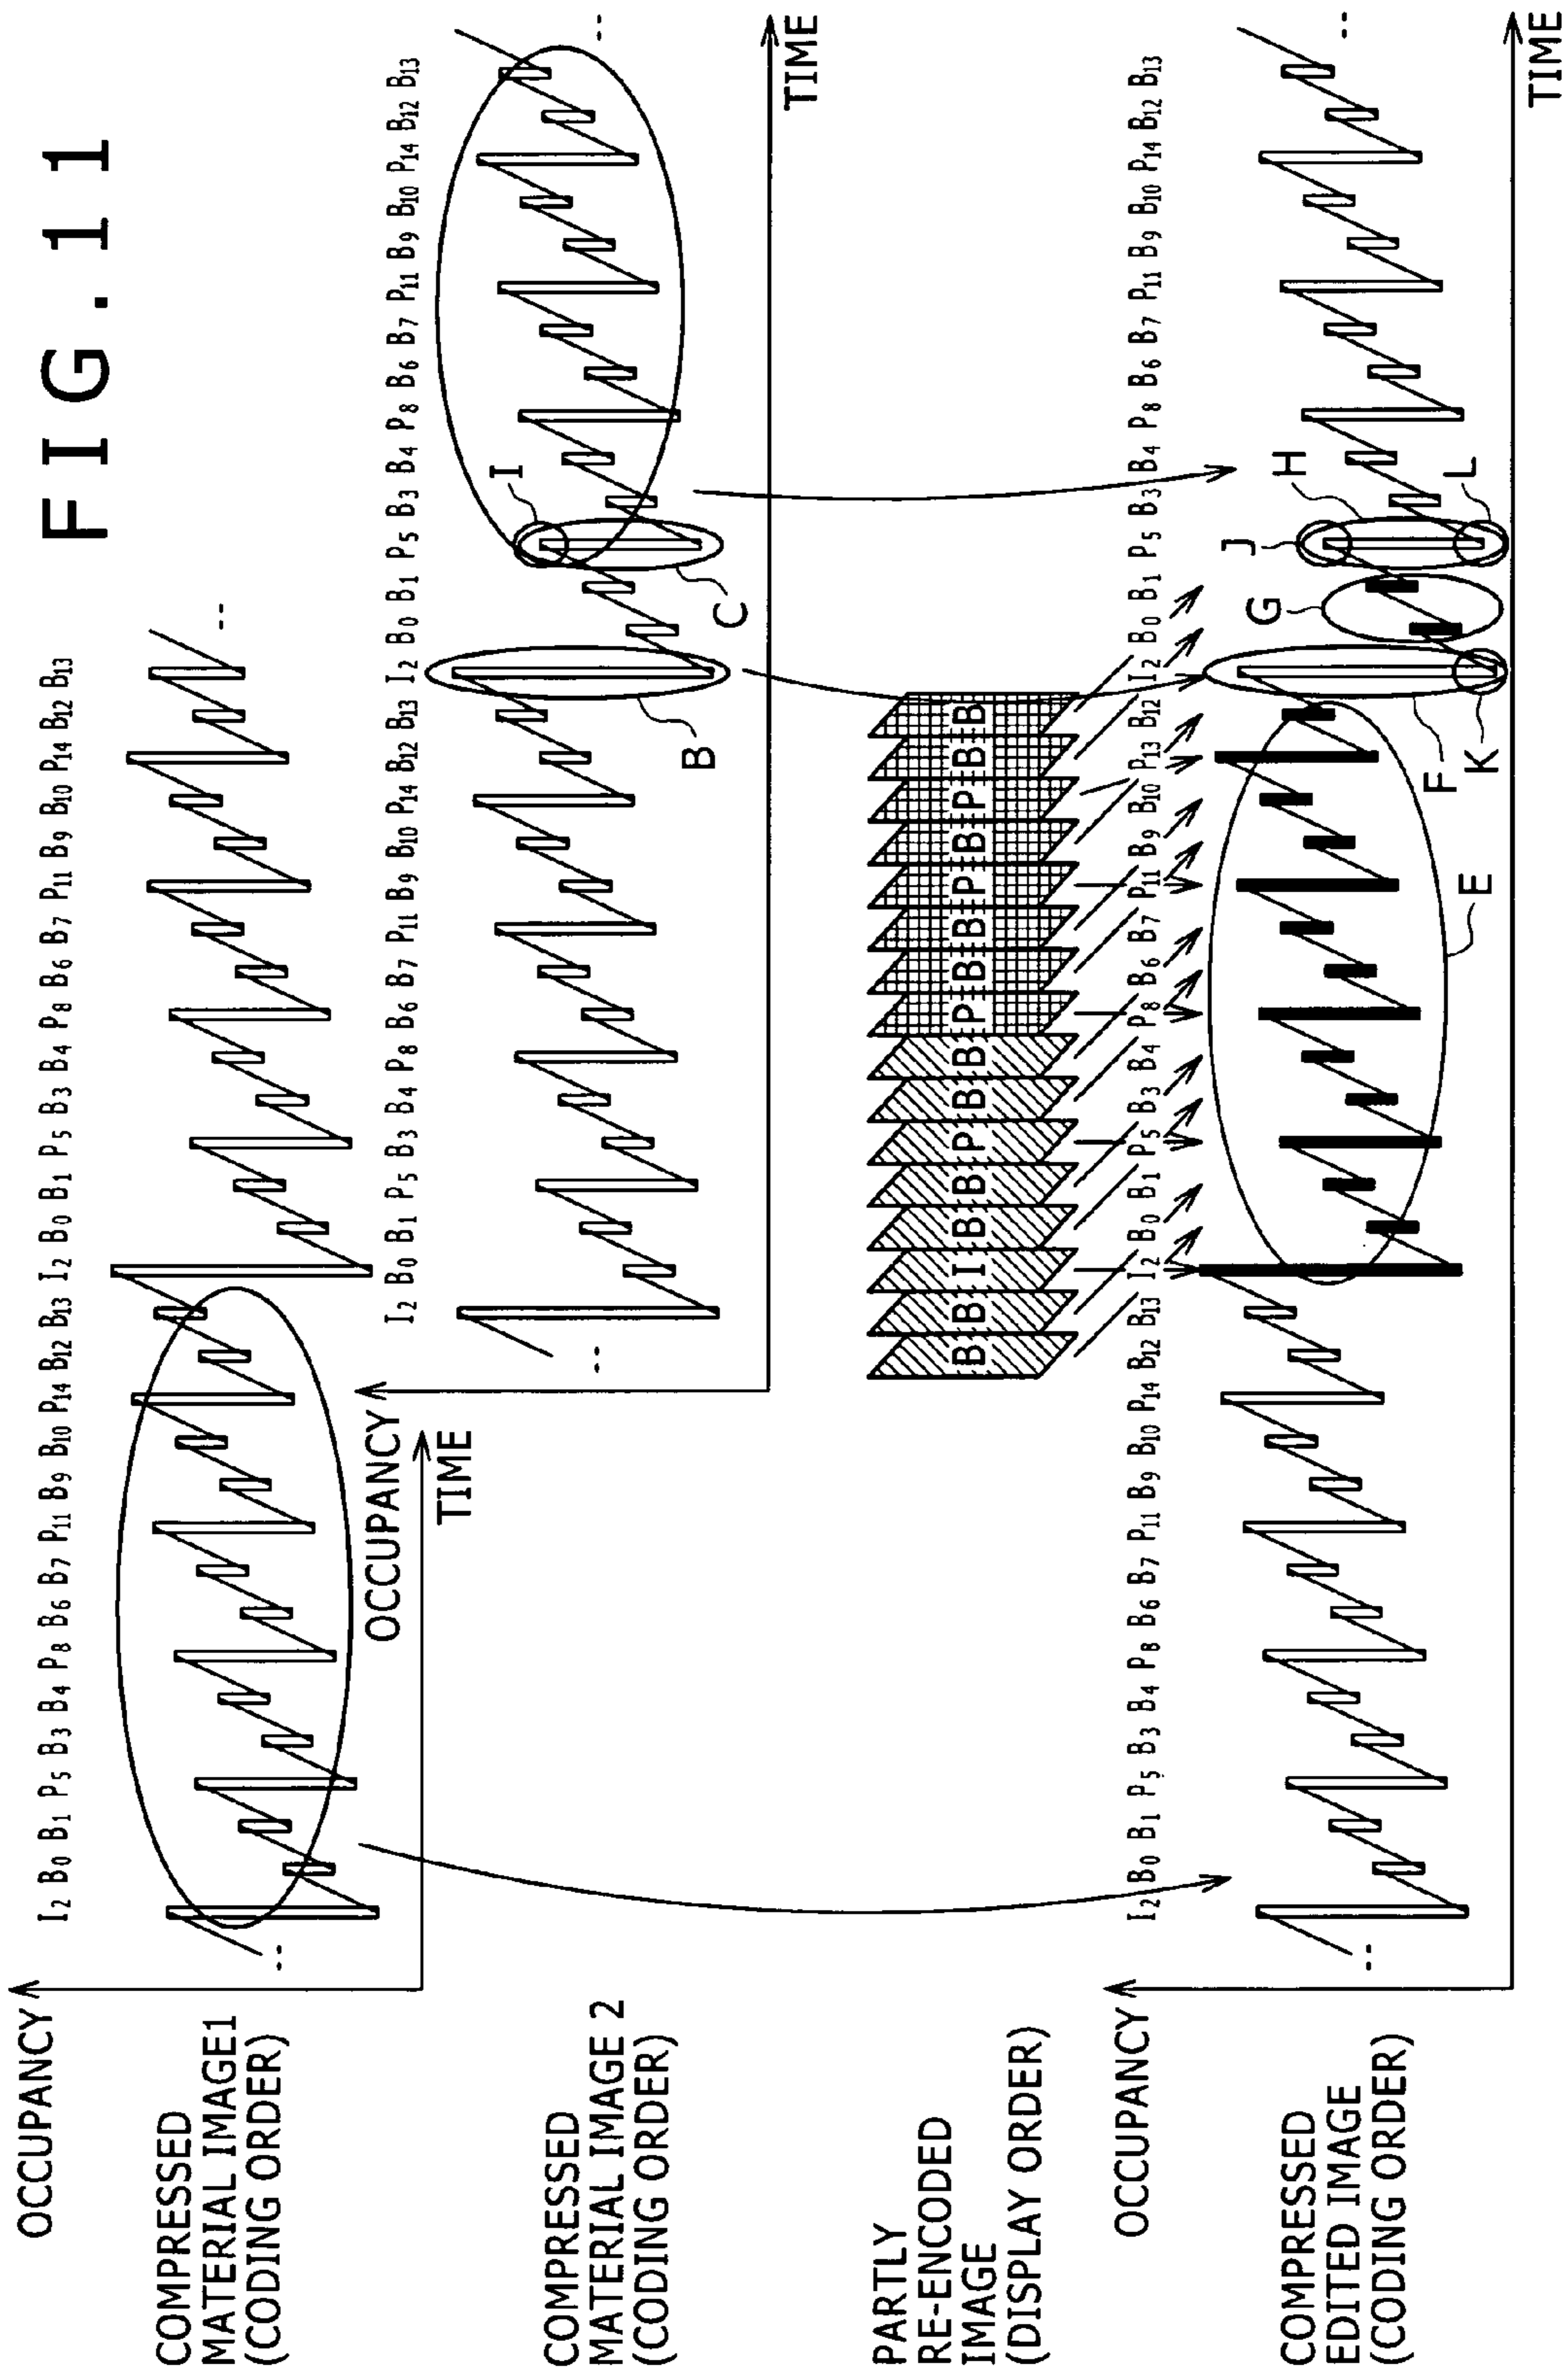 FIG.11
OCCUPANCY
COMPRESSED
MATERIAL IMAGE1
(CODING ORDER)
I2 B0 B1 P5 B3 B4 P8 B6 B7 P11 B9 B10 P14 B12 B13 I2 B0 B1 P5 B3 B4 P8 B6 B7 P11 B9 B10 P14 B12 B13
TIME
OCCUPANCY
COMPRESSED
MATERIAL IMAGE 2
(CODING ORDER)
I2 B0 B1 P5 B3 B4 P8 B6 B7 P11 B9 B10 P14 B12 B13 I2 B0 B1 P5 B3 B4 P8 B6 B7 P11 B9 B10 P14 B12 B13
I
B
C
TIME
PARTLY
RE-ENCODED
IMAGE
(DISPLAY ORDER)
B B I B B P B B P B B P B P B B
OCCUPANCY
COMPRESSED
EDITED IMAGE
(CODING ORDER)
I2 B0 B1 P5 B3 B4 P8 B6 B7 P11 B9 B10 P14 B12 B13 I2 B0 B1 P5 B3 B4 P8 B6 B7 P11 B9 B10 P13 B12 I2 B0 B1 P5 B3 B4 P8 B6 B7 P11 B9 B10 P14 B12 B13
J
H
G
F
K
L
E
TIME